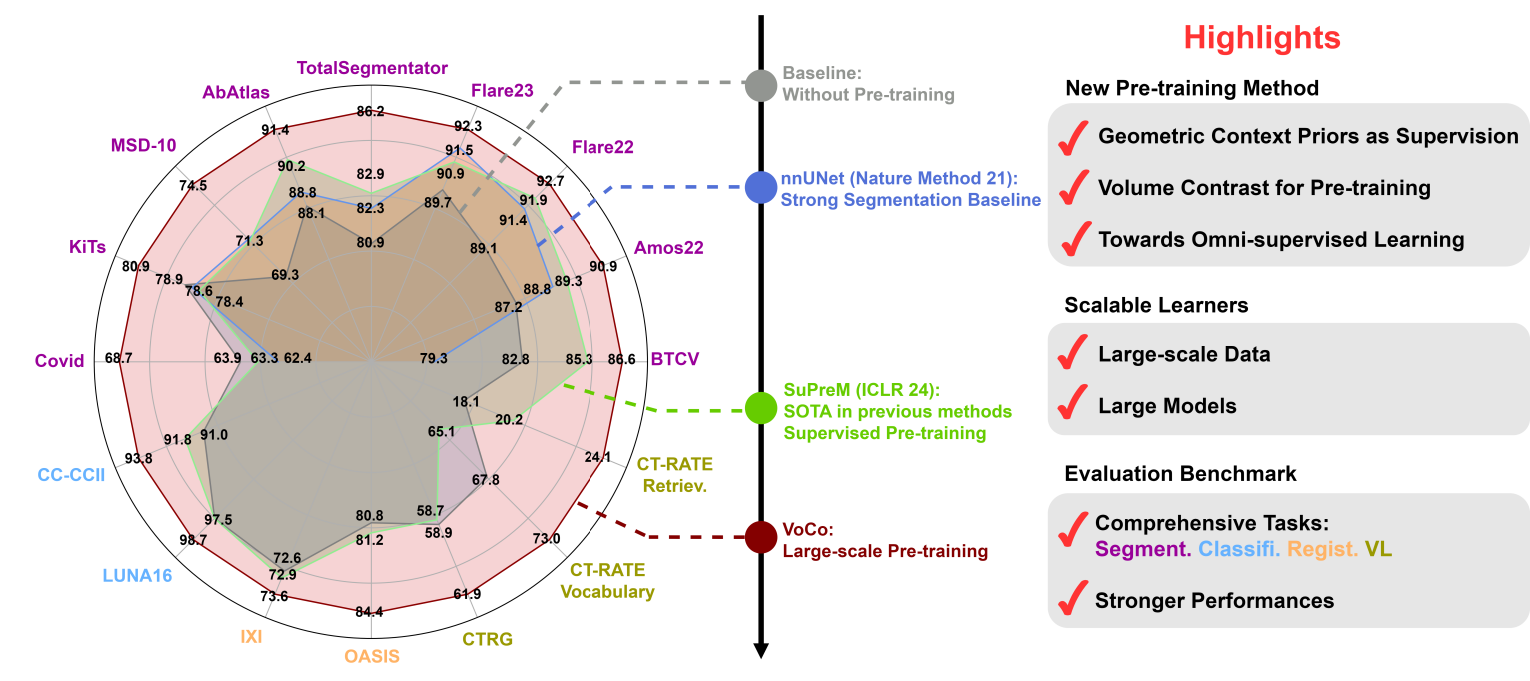 TotalSegmentator
86.2
82.9
82.3
80.9
Flare23
92.3
91.5
90.9
89.7
Flare22
92.7
91.9
91.4
89.1
Amos22
90.9
89.3
88.8
87.2
BTCV
86.6
85.3
82.8
79.3
CT-RATE
Retriev.
24.1
20.2
18.1
CT-RATE
Vocabulary
73.0
67.8
65.1
CTRG
61.9
58.9
58.7
OASIS
84.4
81.2
80.8
IXI
73.6
72.9
72.6
LUNA16
98.7
97.5
CC-CCII
93.8
91.8
91.0
Covid
68.7
63.9
63.3
62.4
KiTs
80.9
78.9
78.6
78.4
MSD-10
74.5
71.3
69.3
AbAtlas
91.4
90.2
88.8
88.1
Baseline:
Without Pre-training
nnUNet (Nature Method 21):
Strong Segmentation Baseline
SuPreM (ICLR 24):
SOTA in previous methods
Supervised Pre-training
VoCo:
Large-scale Pre-training
Highlights
New Pre-training Method
Geometric Context Priors as Supervision
Volume Contrast for Pre-training
Towards Omni-supervised Learning
Scalable Learners
Large-scale Data
Large Models
Evaluation Benchmark
Comprehensive Tasks:
Segment. Classifi. Regist. VL
Stronger Performances